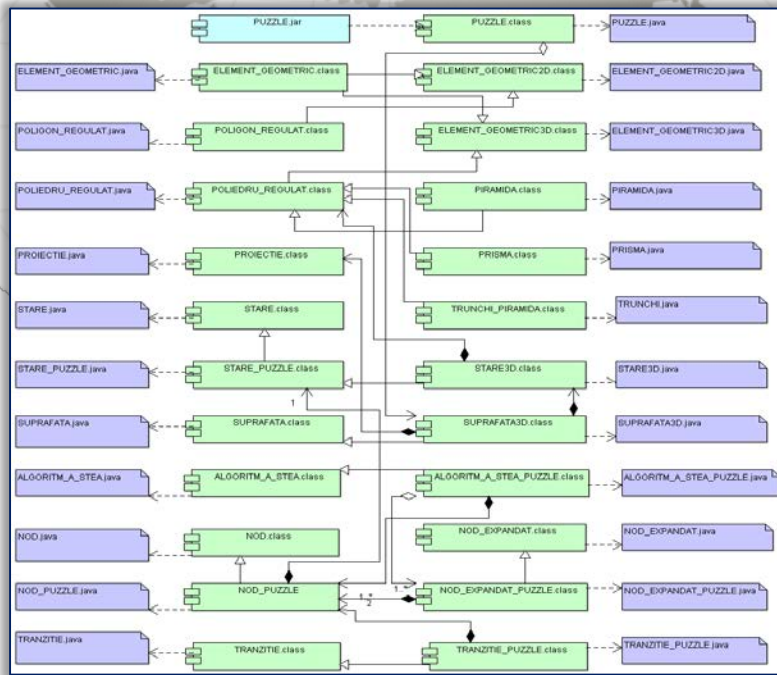 PUZZLE.jar
PUZZLE.class
PUZZLE.java
ELEMENT_GEOMETRIC.java
ELEMENT_GEOMETRIC.class
ELEMENT_GEOMETRIC2D.class
ELEMENT_GEOMETRIC2D.java
POLIGON_REGULAT.java
POLIGON_REGULAT.class
ELEMENT_GEOMETRIC3D.class
ELEMENT_GEOMETRIC3D.java
POLIEDRU_REGULAT.java
POLIEDRU_REGULAT.class
PIRAMIDA.class
PIRAMIDA.java
PROIECTIE.java
PROIECTIE.class
PRISMA.class
PRISMA.java
STARE.java
STARE.class
TRUNCHI_PIRAMIDA.class
TRUNCHI.java
STARE_PUZZLE.java
STARE_PUZZLE.class
STARE3D.class
STARE3D.java
1
SUPRAFATA.java
SUPRAFATA.class
SUPRAFATA3D.class
SUPRAFATA3D.java
ALGORITM_A_STEA.java
ALGORITM_A_STEA.class
ALGORITM_A_STEA_PUZZLE.class
ALGORITM_A_STEA_PUZZLE.java
NOD.java
NOD.class
NOD_EXPANDAT.class
NOD_EXPANDAT.java
NOD_PUZZLE.java
NOD_PUZZLE
1..*
1..*
2
NOD_EXPANDAT_PUZZLE.class
NOD_EXPANDAT_PUZZLE.java
TRANZITIE.java
TRANZITIE.class
TRANZITIE_PUZZLE.class
TRANZITIE_PUZZLE.java